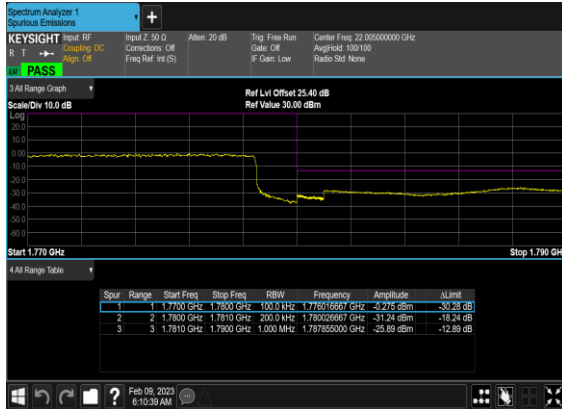 Spectrum Analyzer 1
Spurious Emissions
KEYSIGHT
R T
Input: RF
Coupling: DC
Align: Off
Input Z: 50 Ω
Corrections: Off
Freq Ref: Int (S)
Atten: 20 dB
Trig: Free Run
Gate: Off
IF Gain: Low
Center Freq: 22.005000000 GHz
Avg|Hold: 100/100
Radio Std: None
PASS
3 All Range Graph
Scale/Div 10.0 dB
Ref Lvl Offset 25.40 dB
Ref Value 30.00 dBm
Log
20.0
10.0
0.00
-10.0
-20.0
-30.0
-40.0
-50.0
-60.0
Start 1.770 GHz
Stop 1.790 GH
4 All Range Table
Spur Range Start Freq Stop Freq RBW Frequency Amplitude ΔLimit
1 1 1.7700 GHz 1.7800 GHz 100.0 kHz 1.776016667 GHz -0.275 dBm -30.28 dB
2 2 1.7800 GHz 1.7810 GHz 200.0 kHz 1.780026667 GHz -31.24 dBm -18.24 dB
3 3 1.7810 GHz 1.7900 GHz 1.000 MHz 1.787855000 GHz -25.89 dBm -12.89 dB
?
Feb 09, 2023
6:10:39 AM